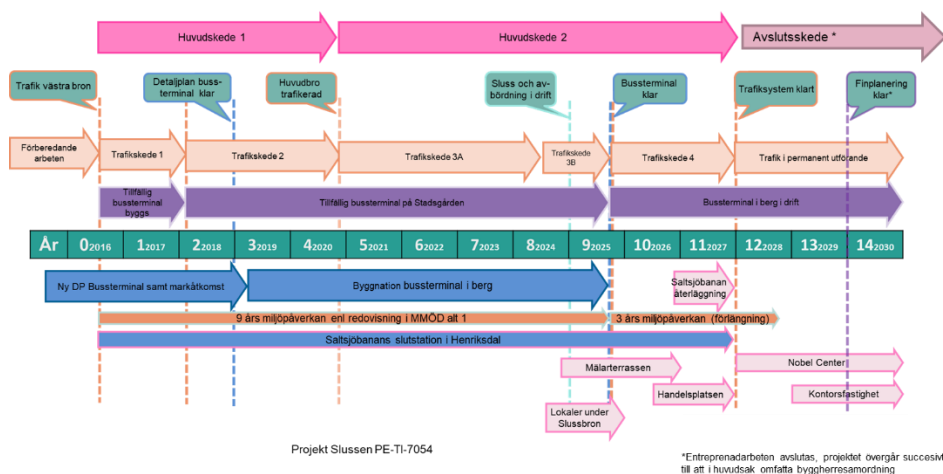 Huvudskede 1
Huvudskede 2
Avslutsskede *
Trafik västra bron
Detaljplan buss-
terminal klar
Huvudbro
trafikerad
Sluss och av-
bördning i drift
Bussterminal
klar
Trafiksystem klart
Finplanering
klar*
Förberedande
arbeten
Trafikskede 1
Trafikskede 2
Trafikskede 3A
Trafikskede
3B
Trafikskede 4
Trafik i permanent utförande
Tillfällig
bussterminal
byggs
Tillfällig bussterminal på Stadsgården
Bussterminal i berg i drift
År 0 2016 1 2017 2 2018 3 2019 4 2020 5 2021 6 2022 7 2023 8 2024 9 2025 10 2026 11 2027 12 2028 13 2029 14 2030
Ny DP Bussterminal samt markåtkomst
Byggnation bussterminal i berg
Saltsjöbanan
återläggning
9 års miljöpåverkan enl redovisning i MMÖD alt 1
3 års miljöpåverkan (förlängning)
Saltsjöbanans slutstation i Henriksdal
Mälarterrassen
Nobel Center
Handelsplatsen
Kontorsfastighet
Lokaler under
Slussbron
Projekt Slussen PE-TI-7054
*Entreprenadarbeten avslutas, projektet övergår succesivt
till att i huvudsak omfatta byggherresamordning